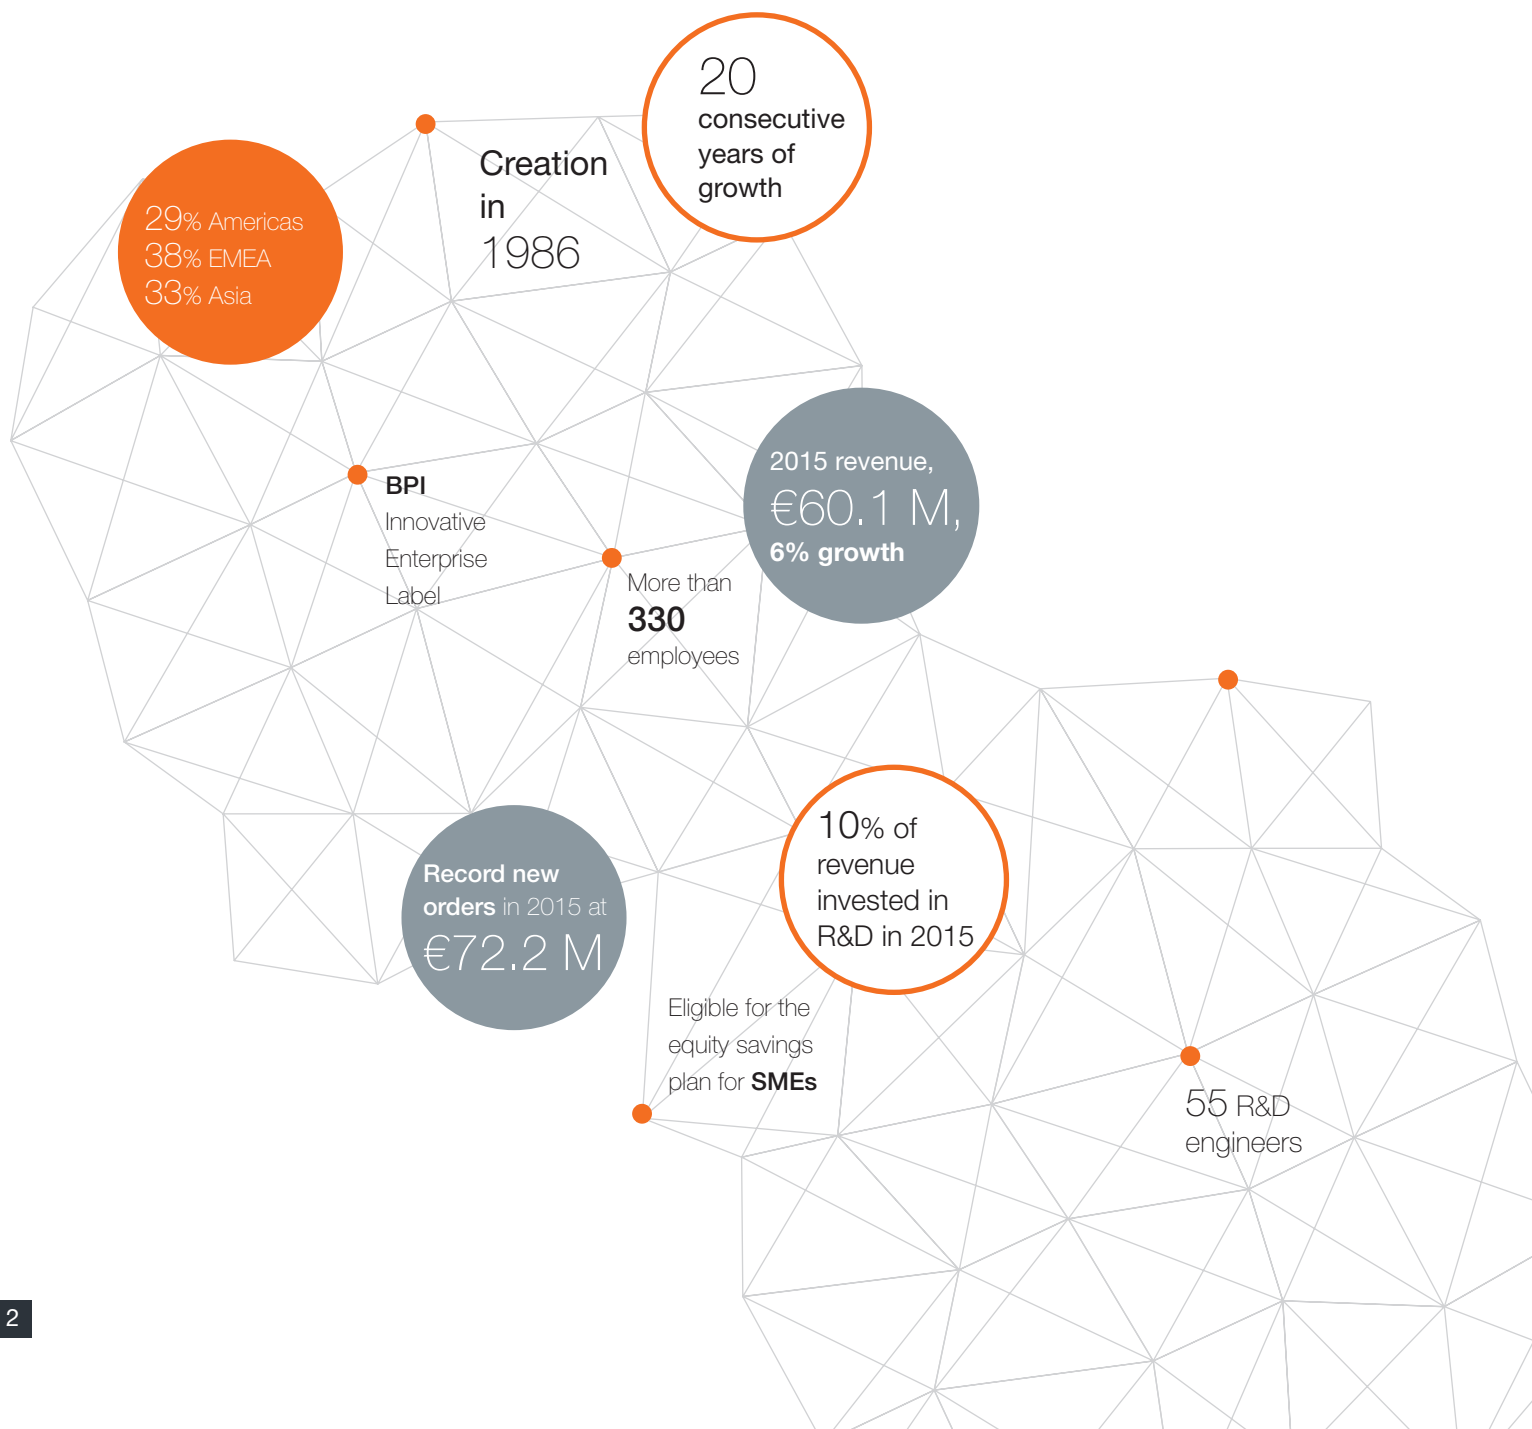 20
consecutive
years of
growth
Creation
in
1986
29% Americas
38% EMEA
33% Asia
2015 revenue,
€60.1 M,
6% growth
BPI
Innovative
Enterprise
Label
More than
330
employees
10% of
revenue
invested in
R&D in 2015
Record new
orders in 2015 at
€72.2 M
Eligible for the
equity savings
plan for SMEs
55 R&D
engineers
2